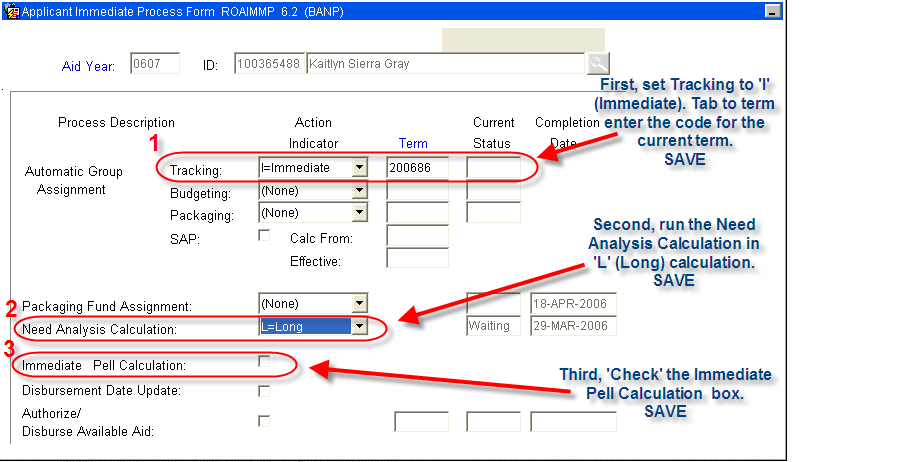 Applicant Immediate Process Form ROAIMMP 6.2 (BANP)
Aid Year: 0607 ID: 100365488 Kaitlyn Sierra Gray
First, set Tracking to 'I'
(Immediate). Tab to term
enter the code for the
current term.
SAVE
Process Description Action Current Completion
Indicator Term Status Date
1
Automatic Group
Assignment
Tracking: I=Immediate 200686
Budgeting: (None)
Packaging: (None)
SAP: Calc From:
Effective:
Second, run the Need
Analysis Calculation in
'L' (Long) calculation.
SAVE
2
Packaging Fund Assignment: (None) 18-APR-2006
Need Analysis Calculation: L=Long Waiting 29-MAR-2006
3
Immediate Pell Calculation:
Disbursement Date Update:
Authorize/
Disburse Available Aid:
Third, 'Check' the Immediate
Pell Calculation box.
SAVE